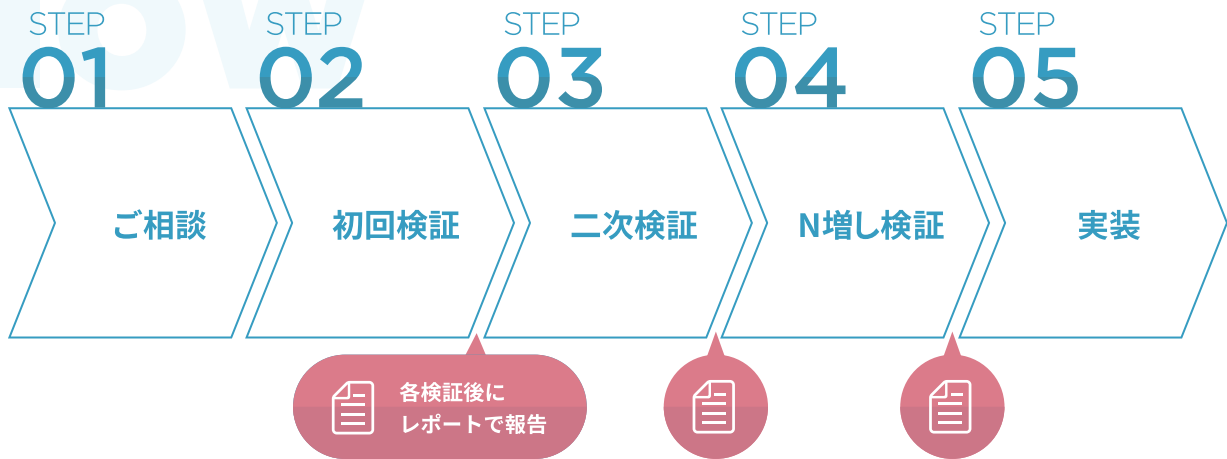 STEP
01
STEP
02
STEP
03
STEP
04
STEP
05
ご相談
初回検証
二次検証
N増し検証
実装
各検証後に
レポートで報告